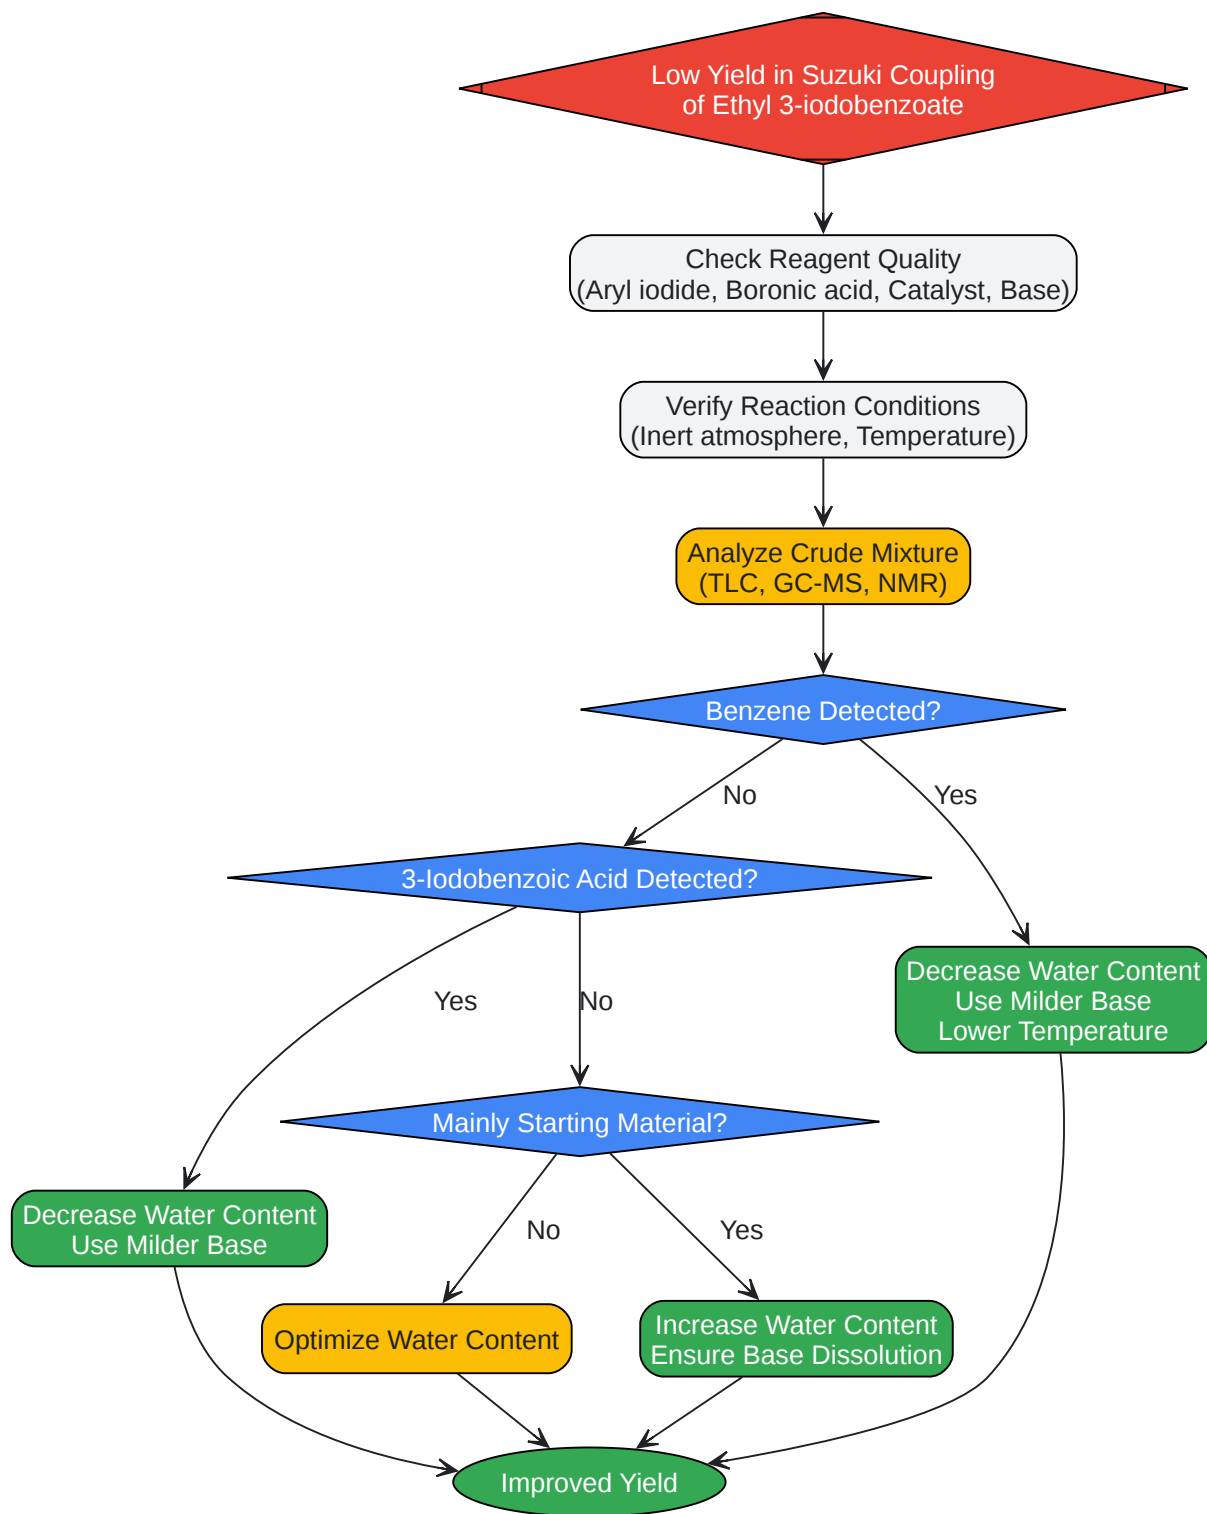 Low Yield in Suzuki Coupling
of Ethyl 3-iodobenzoate
Check Reagent Quality
(Aryl iodide, Boronic acid, Catalyst, Base)
Verify Reaction Conditions
(Inert atmosphere, Temperature)
Analyze Crude Mixture
(TLC, GC-MS, NMR)
Benzene Detected?
No
Yes
3-Iodobenzoic Acid Detected?
Decrease Water Content
Use Milder Base
Lower Temperature
Yes
No
Mainly Starting Material?
Decrease Water Content
Use Milder Base
No
Yes
Optimize Water Content
Increase Water Content
Ensure Base Dissolution
Improved Yield